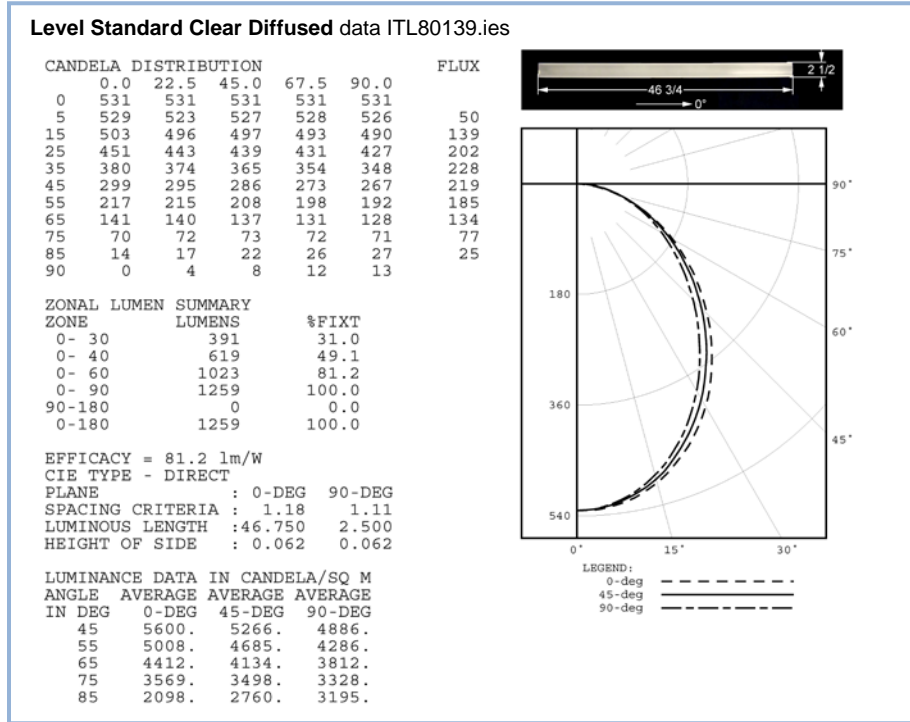 Level Standard Clear Diffused data ITL80139.ies
CANDELA DISTRIBUTION FLUX
0.0 22.5 45.0 67.5 90.0
0 531 531 531 531 531
5 529 523 527 528 526 50
15 503 496 497 493 490 139
25 451 443 439 431 427 202
35 380 374 365 354 348 228
45 299 295 286 273 267 219
55 217 215 208 198 192 185
65 141 140 137 131 128 134
75 70 72 73 72 71 77
85 14 17 22 26 27 25
90 0 4 8 12 13
ZONAL LUMEN SUMMARY
ZONE LUMENS %FIXT
0- 30 391 31.0
0- 40 619 49.1
0- 60 1023 81.2
0- 90 1259 100.0
90-180 0 0.0
0-180 1259 100.0
EFFICACY = 81.2 lm/W
CIE TYPE - DIRECT
PLANE : 0-DEG 90-DEG
SPACING CRITERIA : 1.18 1.11
LUMINOUS LENGTH :46.750 2.500
HEIGHT OF SIDE : 0.062 0.062
LUMINANCE DATA IN CANDELA/SQ M
ANGLE AVERAGE AVERAGE AVERAGE
IN DEG 0-DEG 45-DEG 90-DEG
45 5600. 5266. 4886.
55 5008. 4685. 4286.
65 4412. 4134. 3812.
75 3569. 3498. 3328.
85 2098. 2760. 3195.
2 1/2
46 3/4
0°
90°
75°
180
60°
360
45°
540
0° 15° 30°
LEGEND:
0-deg
45-deg
90-deg